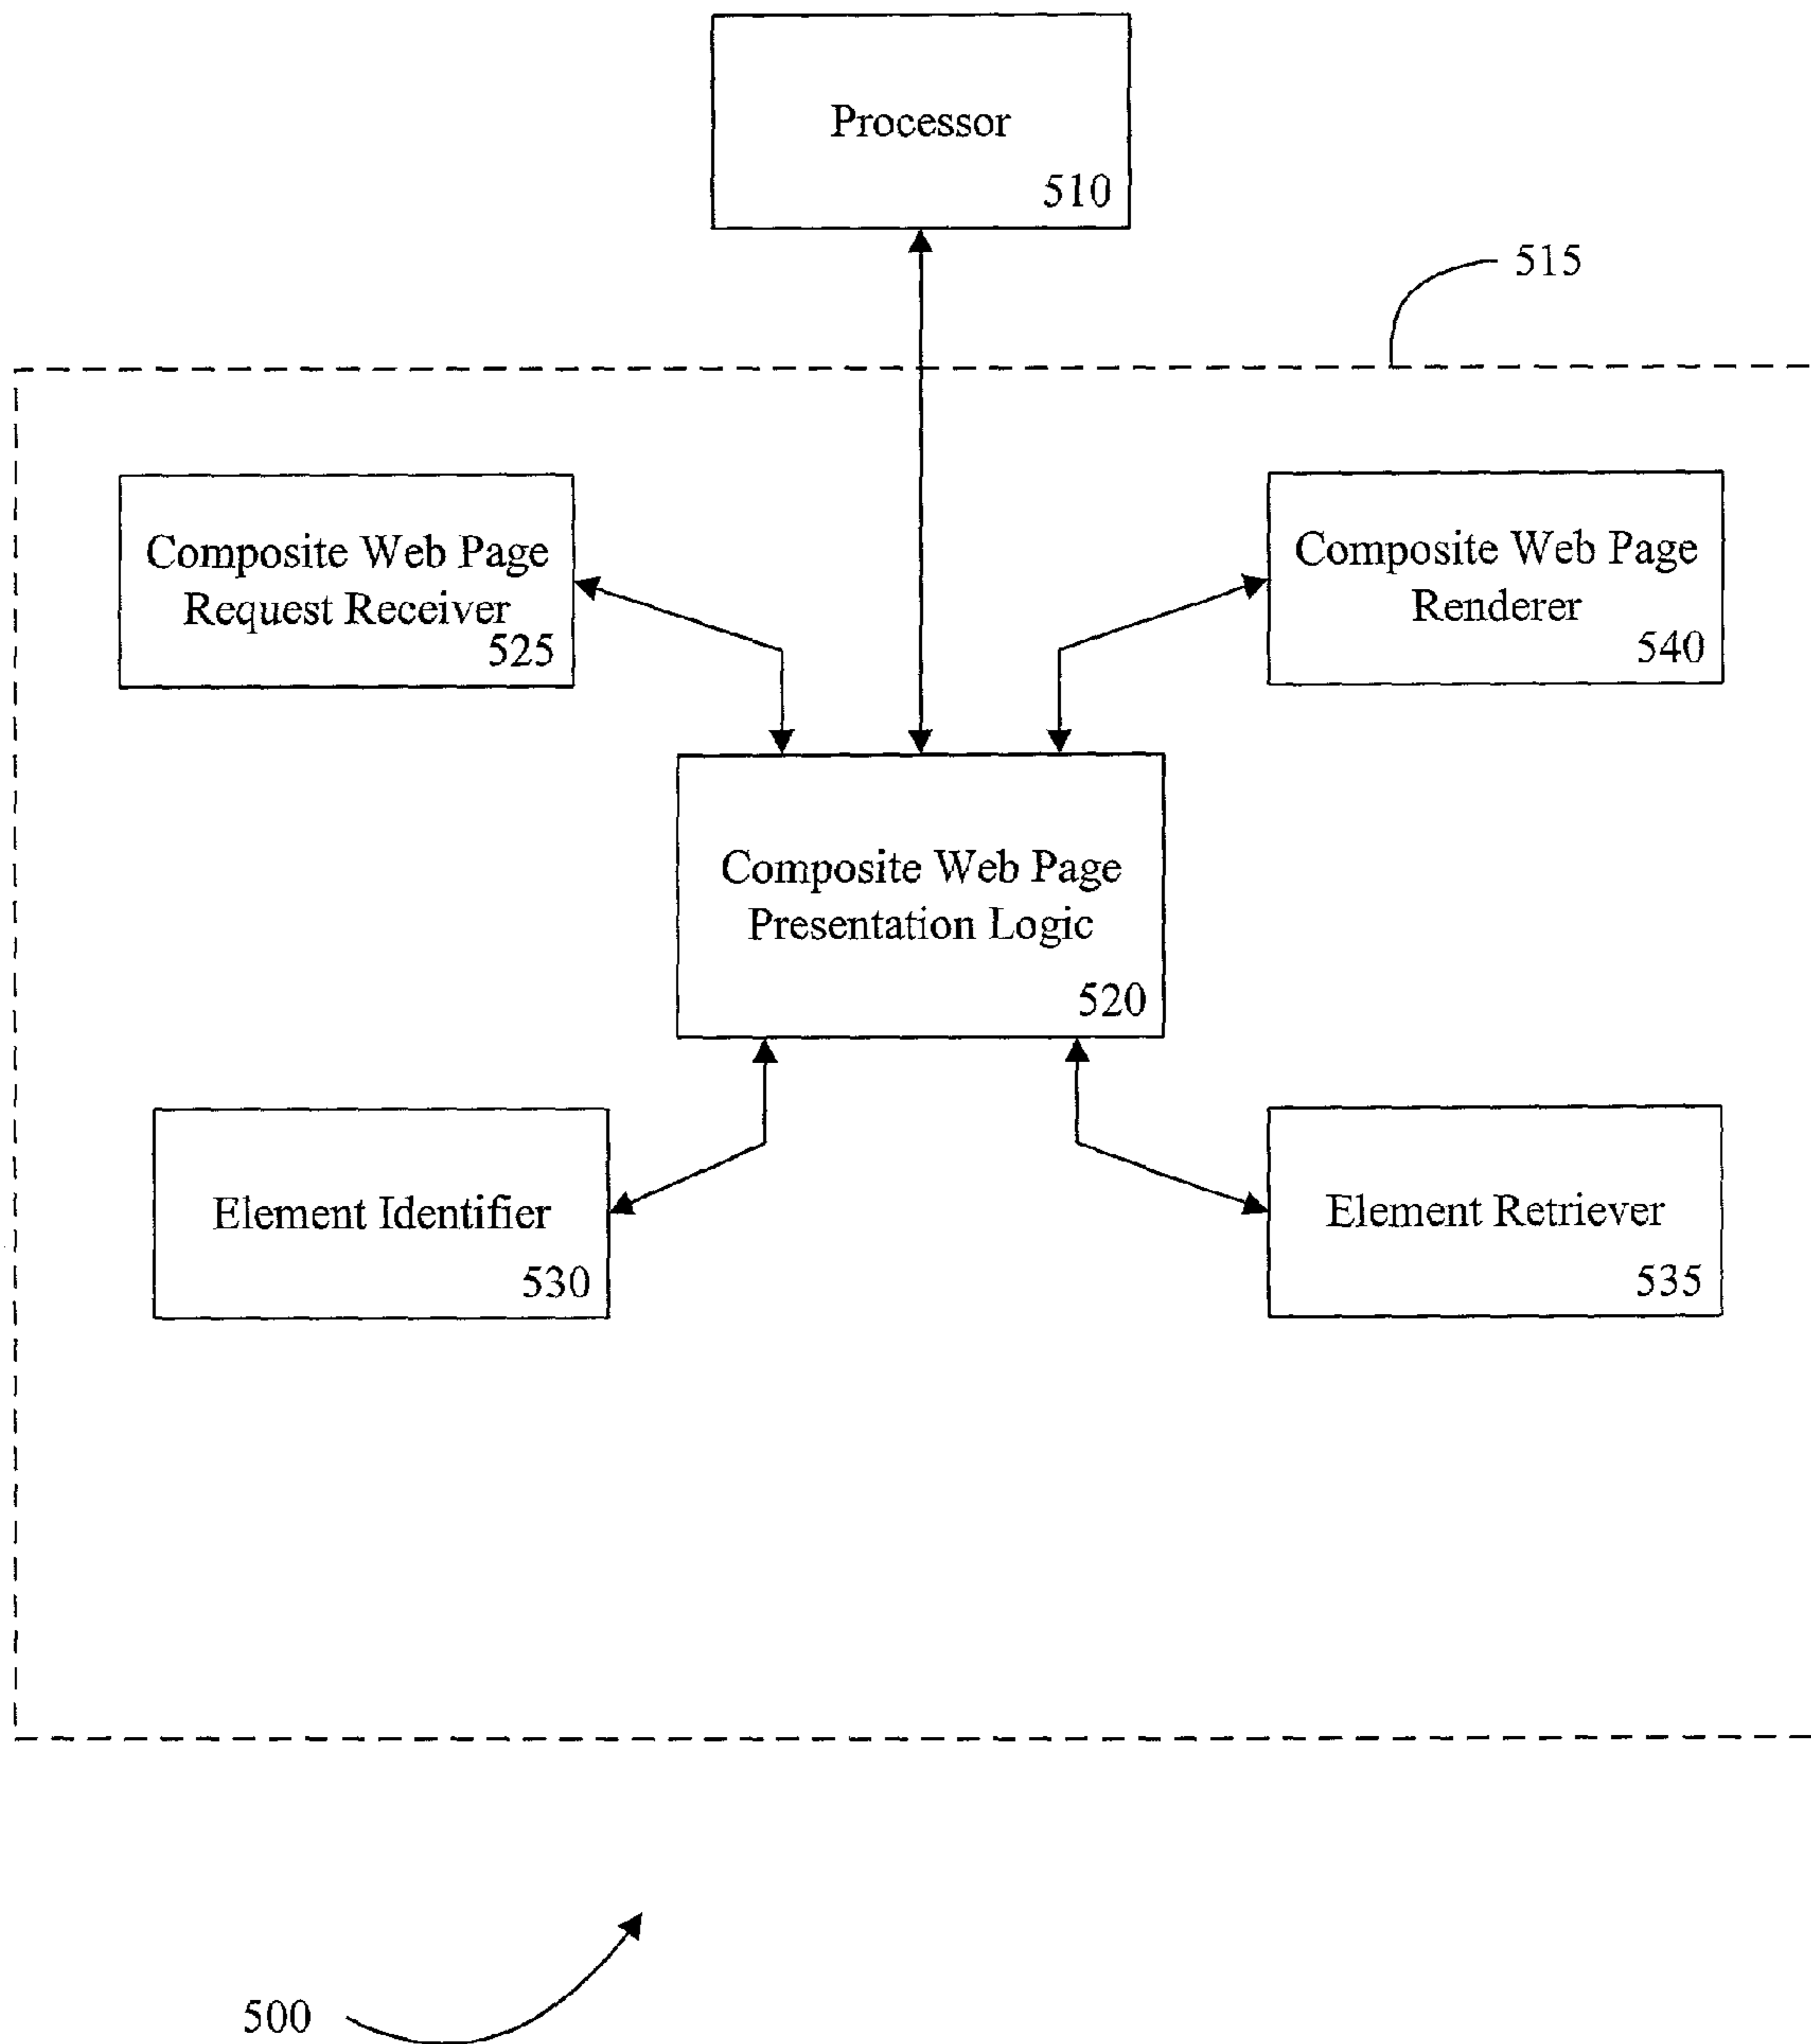 Processor
510
515
Composite Web Page
Request Receiver
525
Composite Web Page
Renderer
540
Composite Web Page
Presentation Logic
520
Element Identifier
530
Element Retriever
535
500